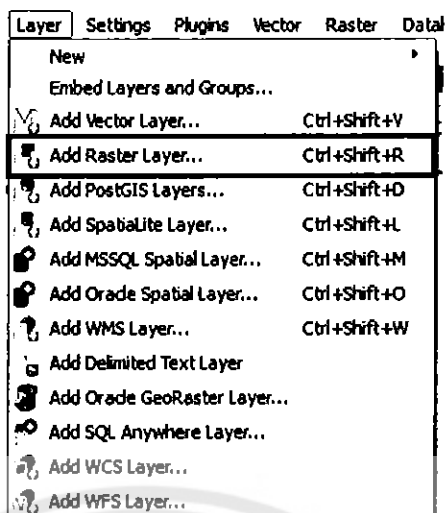 Layer Settings Plugins Vector Raster
New
Embed Layers and Groups...
Add Vector Layer... Ctrl+Shift+V
Add Raster Layer... Ctrl+Shift+R
Add PostGIS Layers... Ctrl+Shift+D
Add SpatiaLite Layer... Ctrl+Shift+L
Add MSSQL Spatial Layer... Ctrl+Shift+M
Add Oracle Spatial Layer... Ctrl+Shift+O
Add WMS Layer... Ctrl+Shift+W
Add Delimited Text Layer
Add Oracle GeoRaster Layer...
Add SQL Anywhere Layer...
Add WCS Layer...
Add WFS Layer...